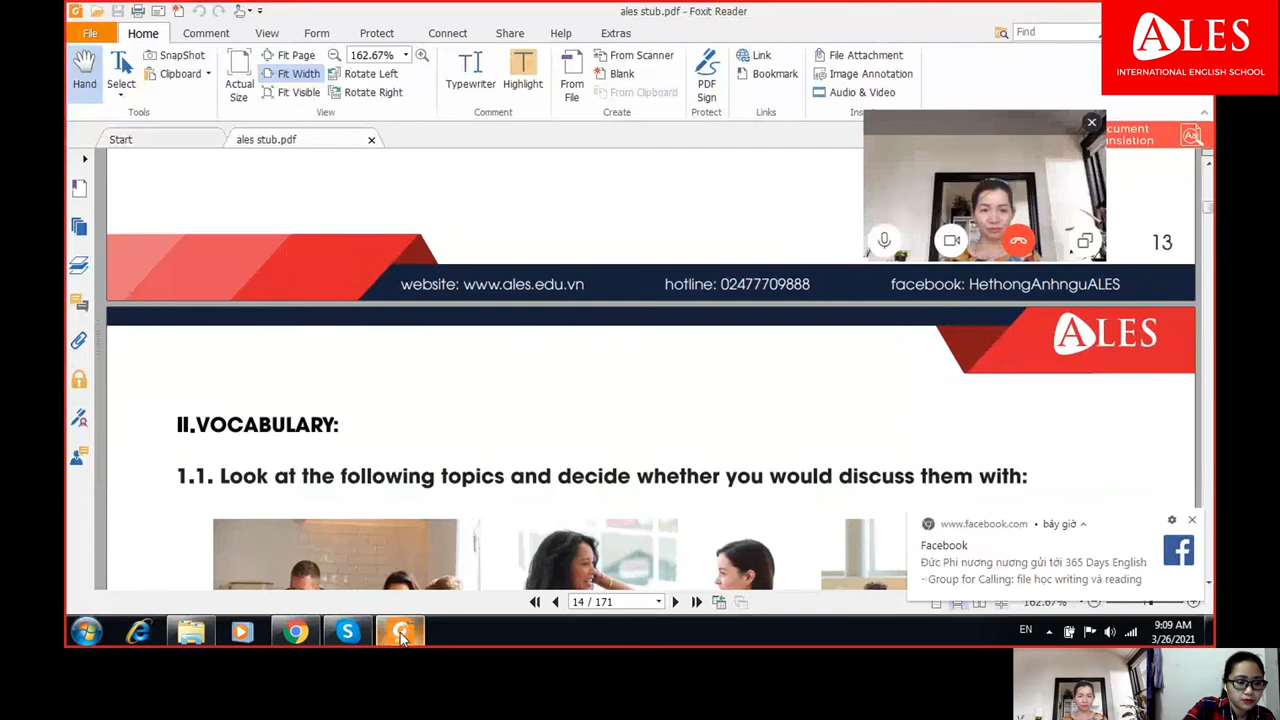 ales stub.pdf - Foxit Reader
File
Home
Comment
View
Form
Protect
Connect
Share
Help
Extras
Find
Hand
Select
SnapShot
Clipboard
Tools
Actual
Size
Fit Page
Fit Width
Fit Visible
162.67%
Rotate Left
Rotate Right
View
Typewriter
Highlight
Comment
From
File
From Scanner
Blank
From Clipboard
Create
PDF
Sign
Protect
Link
Bookmark
Links
File Attachment
Image Annotation
Audio & Video
Start
ales stub.pdf
ALES
INTERNATIONAL ENGLISH SCHOOL
13
website: www.ales.edu.vn
hotline: 02477709888
facebook: HethongAnhnguALES
ALES
II.VOCABULARY:
1.1. Look at the following topics and decide whether you would discuss them with:
www.facebook.com • bây giờ
Facebook
Đức Phi nương nương gửi tới 365 Days English
- Group for Calling: file học writing và reading
14 / 171
162.67%
EN
9:09 AM
3/26/2021